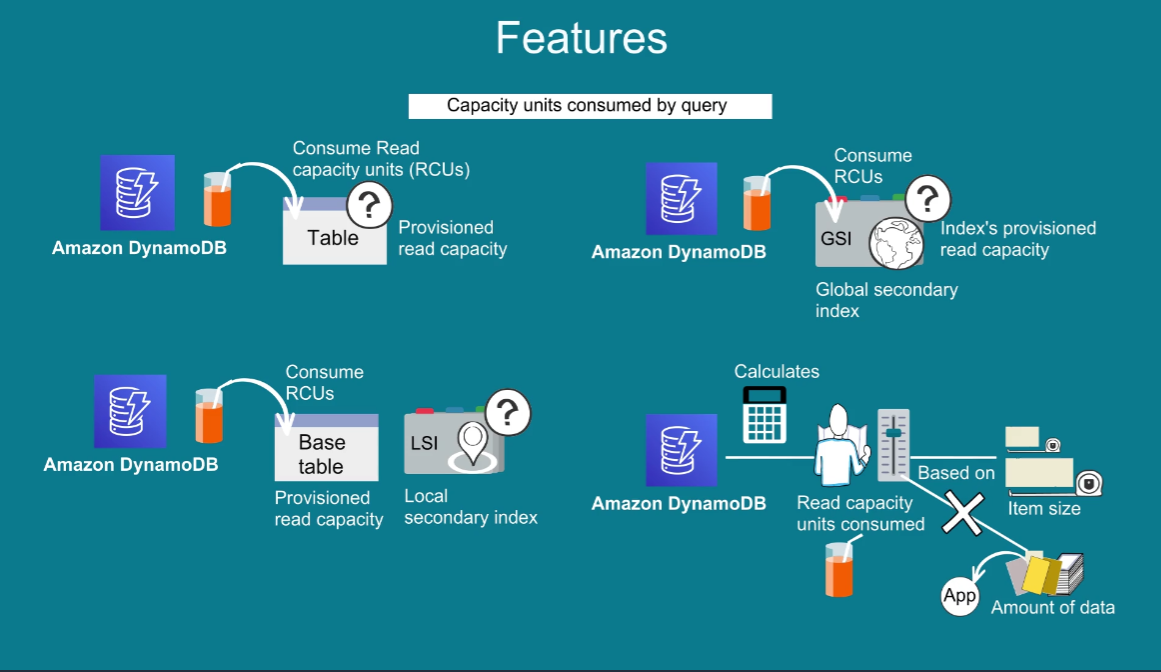 Features
Capacity units consumed by query
Consume Read
capacity units (RCUs)
?
Table
Provisioned
read capacity
Amazon DynamoDB
Consume
RCUs
?
GSI
Index's provisioned
read capacity
Amazon DynamoDB
Global secondary
index
Consume
RCUs
Base
table
?
LSI
Amazon DynamoDB
Provisioned
read capacity
Local
secondary index
Calculates
Amazon DynamoDB
Based on
Read capacity
units consumed
Item size
App
Amount of data